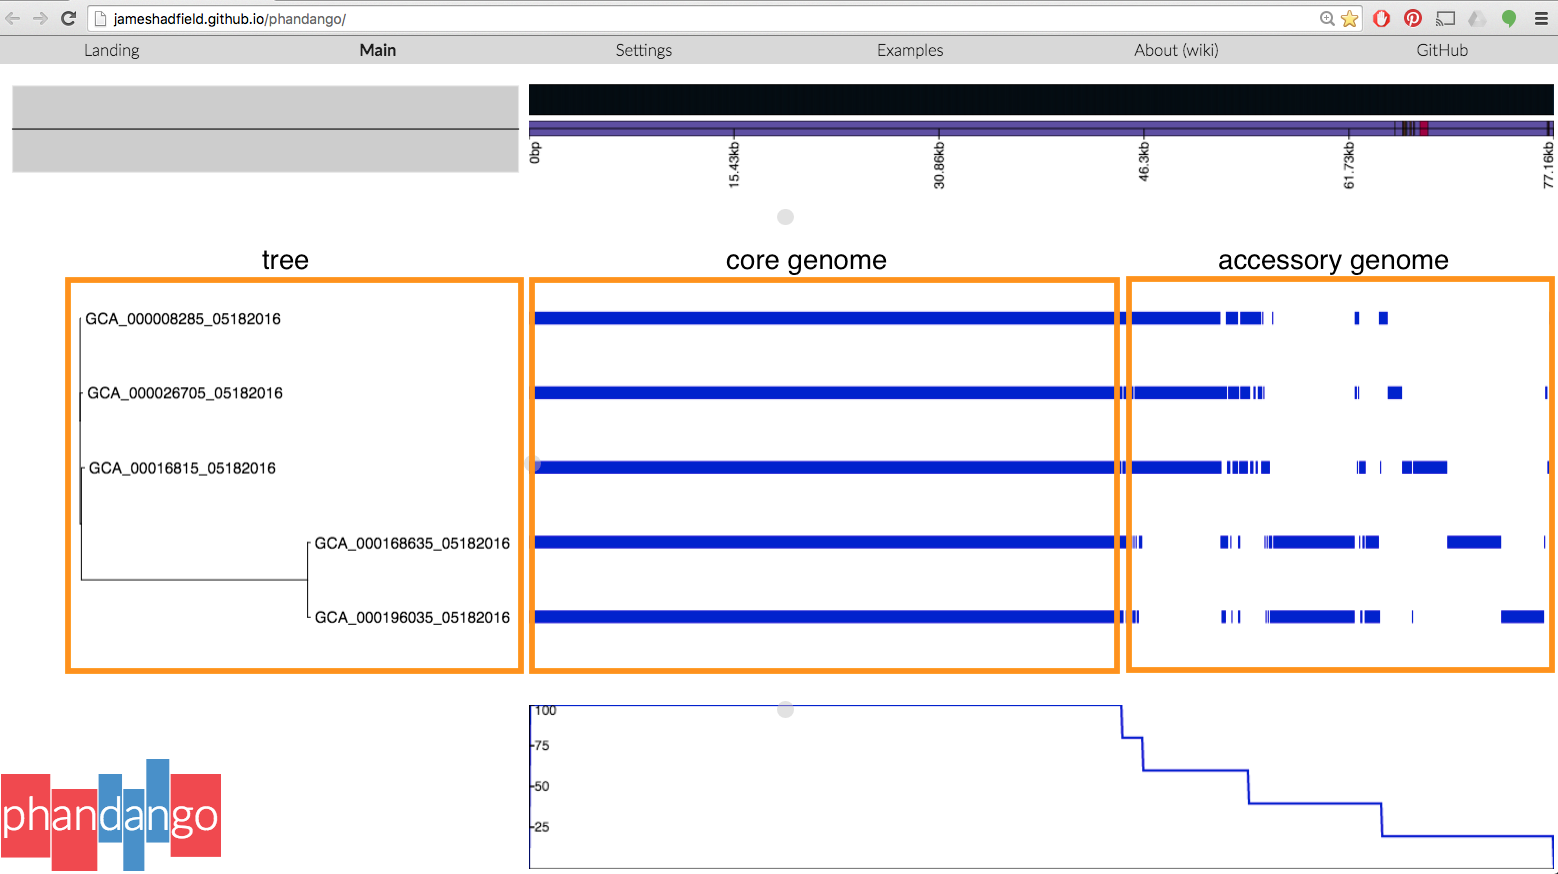 jameshadfield.github.io/phandango/
Landing Main Settings Examples About (wiki) GitHub
0bp 15.43kb 30.86kb 46.3kb 61.73kb 77.16kb
tree core genome accessory genome
GCA_000008285_05182016
GCA_000026705_05182016
GCA_00016815_05182016
GCA_000168635_05182016
GCA_000196035_05182016
100
75
50
25
phandango